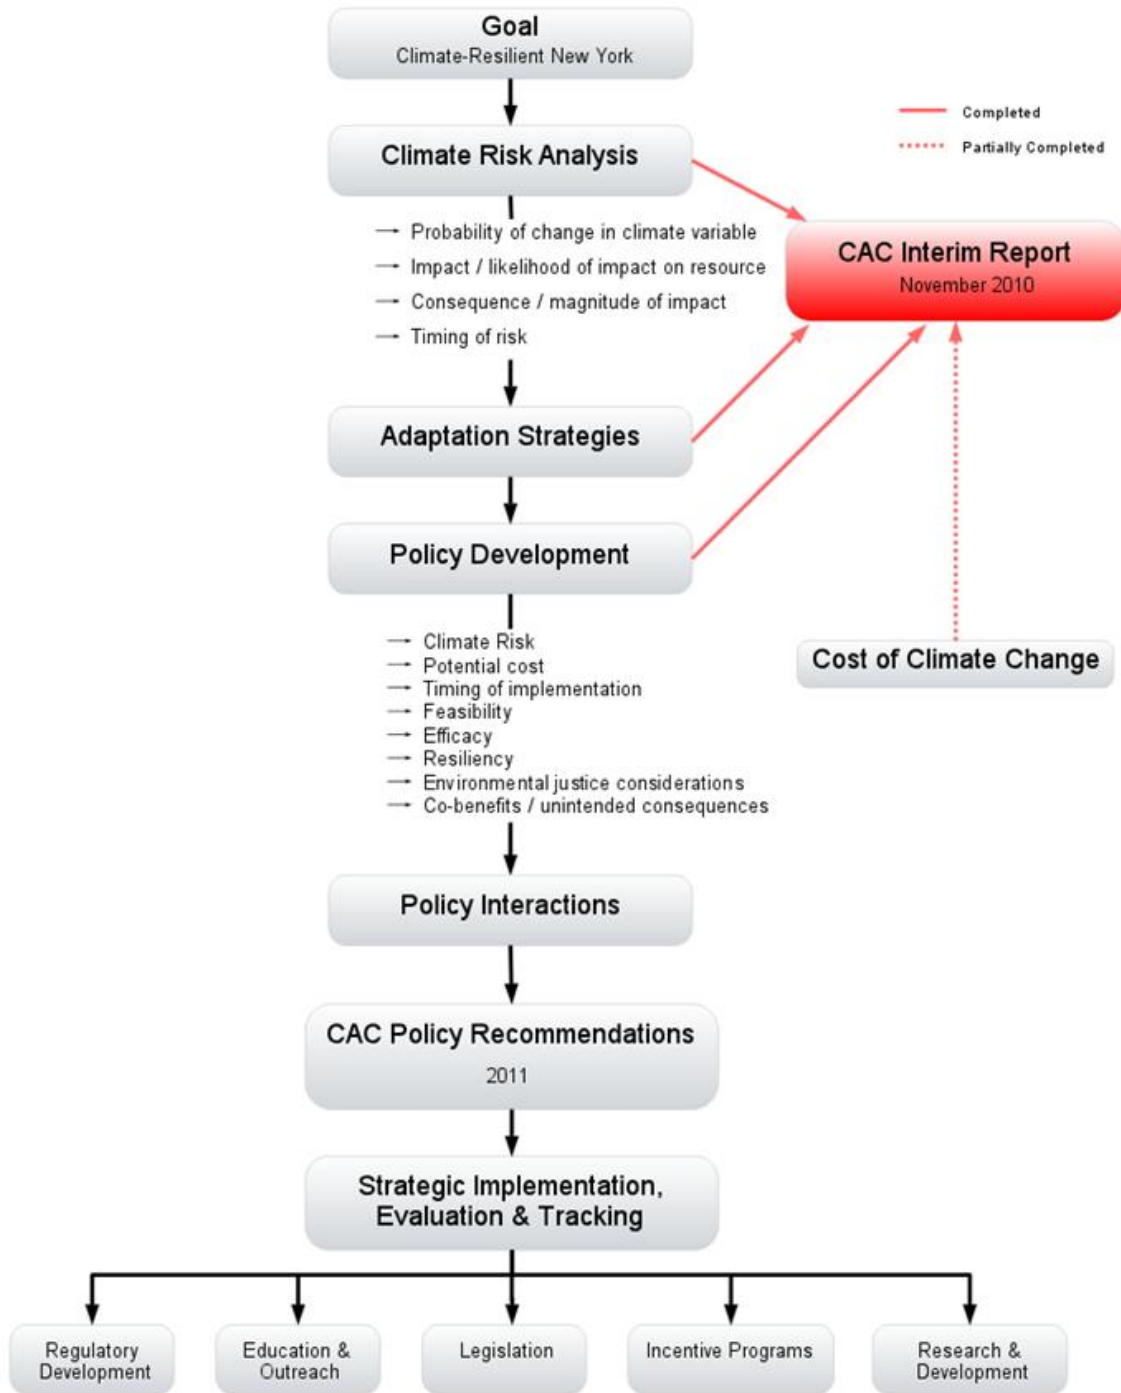 Goal
Climate-Resilient New York
Completed
Partially Completed
Climate Risk Analysis
Probability of change in climate variable
Impact / likelihood of impact on resource
Consequence / magnitude of impact
Timing of risk
CAC Interim Report
November 2010
Adaptation Strategies
Policy Development
Climate Risk
Potential cost
Timing of implementation
Feasibility
Efficacy
Resiliency
Environmental justice considerations
Co-benefits / unintended consequences
Cost of Climate Change
Policy Interactions
CAC Policy Recommendations
2011
Strategic Implementation,
Evaluation & Tracking
Regulatory
Development
Education &
Outreach
Legislation
Incentive Programs
Research &
Development